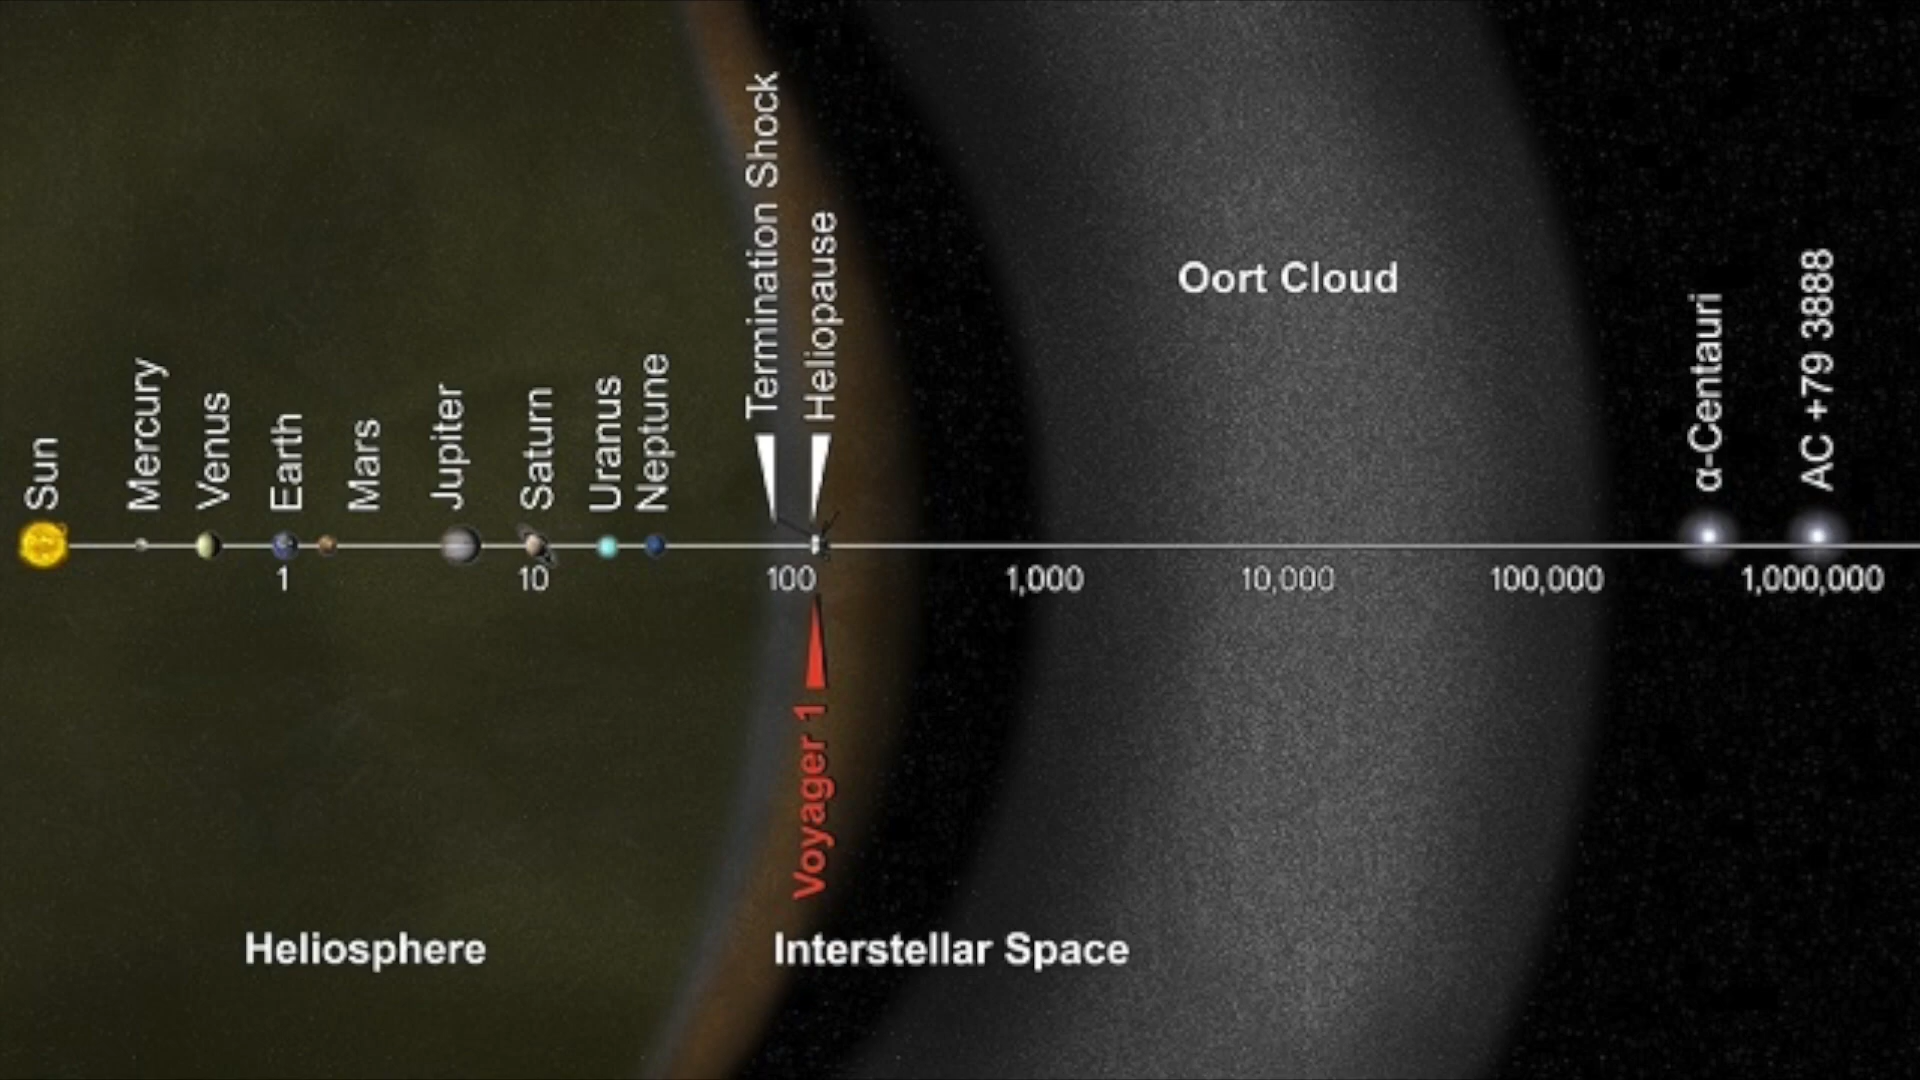 Sun
Mercury
Venus
Earth
Mars
Jupiter
Saturn
Uranus
Neptune
Termination Shock
Heliopause
Oort Cloud
α-Centauri
AC +79 3888
1
10
100
1,000
10,000
100,000
1,000,000
Voyager 1
Heliosphere
Interstellar Space